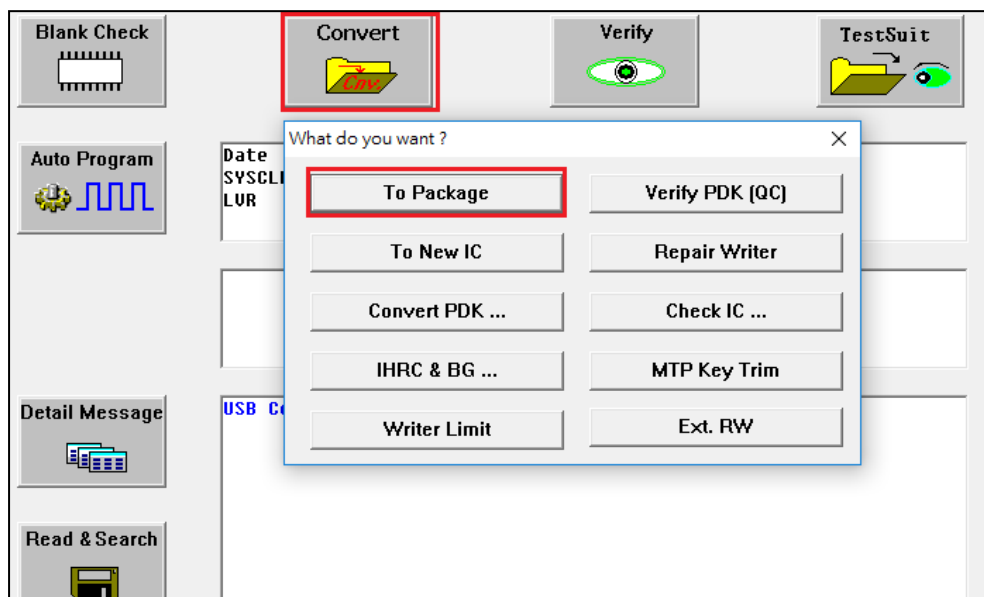 Blank Check
Convert
Cnv.
Verify
TestSuit
Auto Program
Date
LVR
What do you want ?
To Package
Verify PDK (QC)
To New IC
Repair Writer
Convert PDK ...
Check IC ...
IHRC & BG ...
MTP Key Trim
Writer Limit
Ext. RW
Detail Message
USB
Read & Search